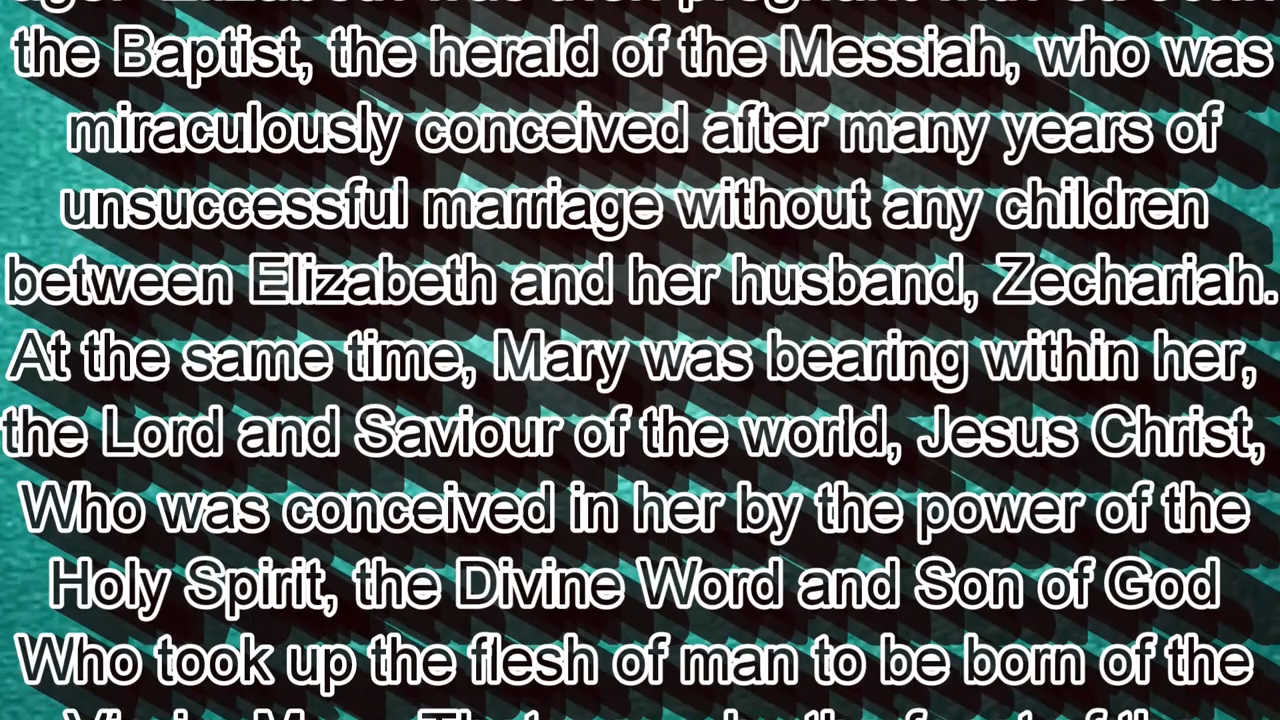 the Baptist, the herald of the Messiah, who was
miraculously conceived after many years of
unsuccessful marriage without any children
between Elizabeth and her husband, Zechariah.
At the same time, Mary was bearing within her,
the Lord and Saviour of the world, Jesus Christ,
Who was conceived in her by the power of the
Holy Spirit, the Divine Word and Son of God
Who took up the flesh of man to be born of the